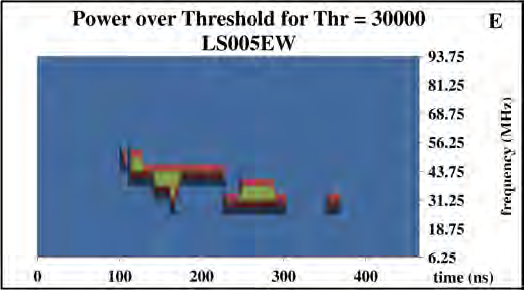 Power over Threshold for Thr = 30000 E
LS005EW
93.75
81.25
68.75
56.25
43.75
31.25
18.75
6.25
frequency (MHz)
0 100 200 300 400 time (ns)